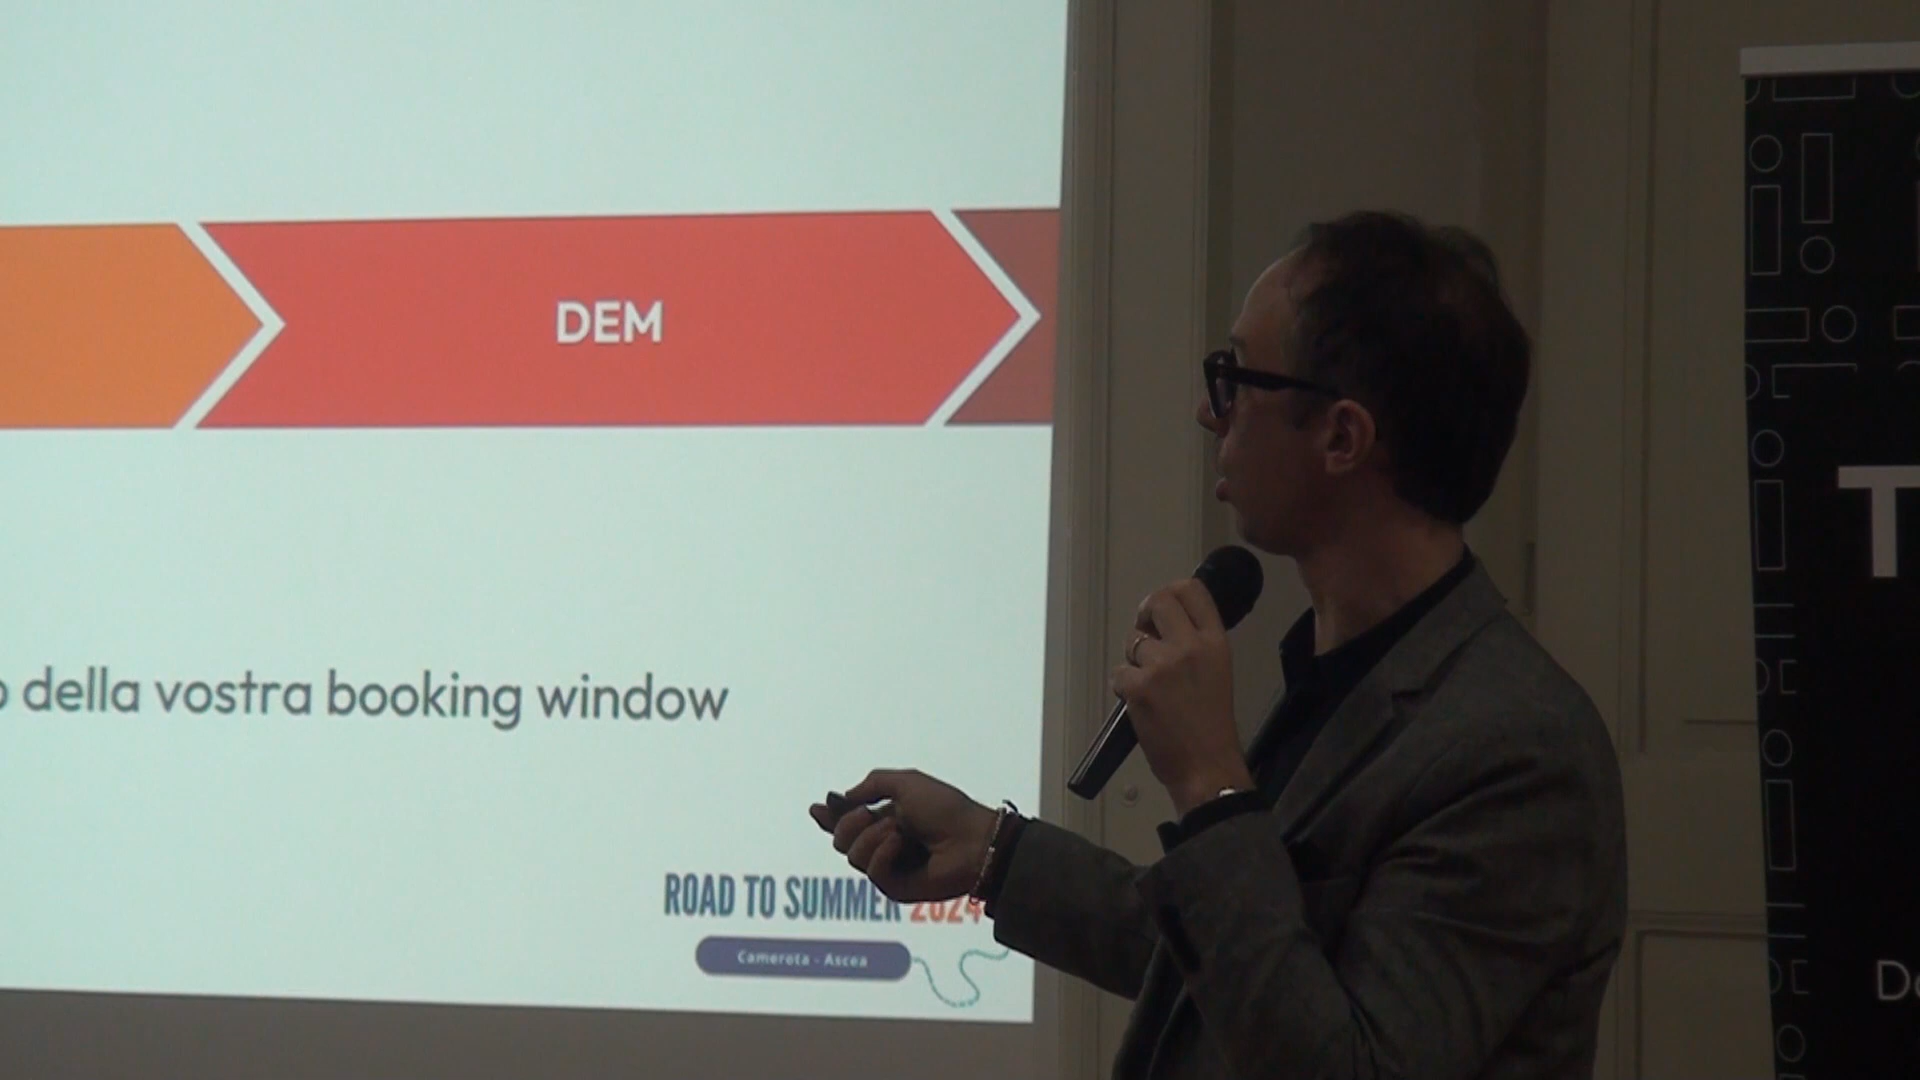 DEM
della vostra booking window
ROAD TO SUMMER 2024
Camerota - Ascea
T